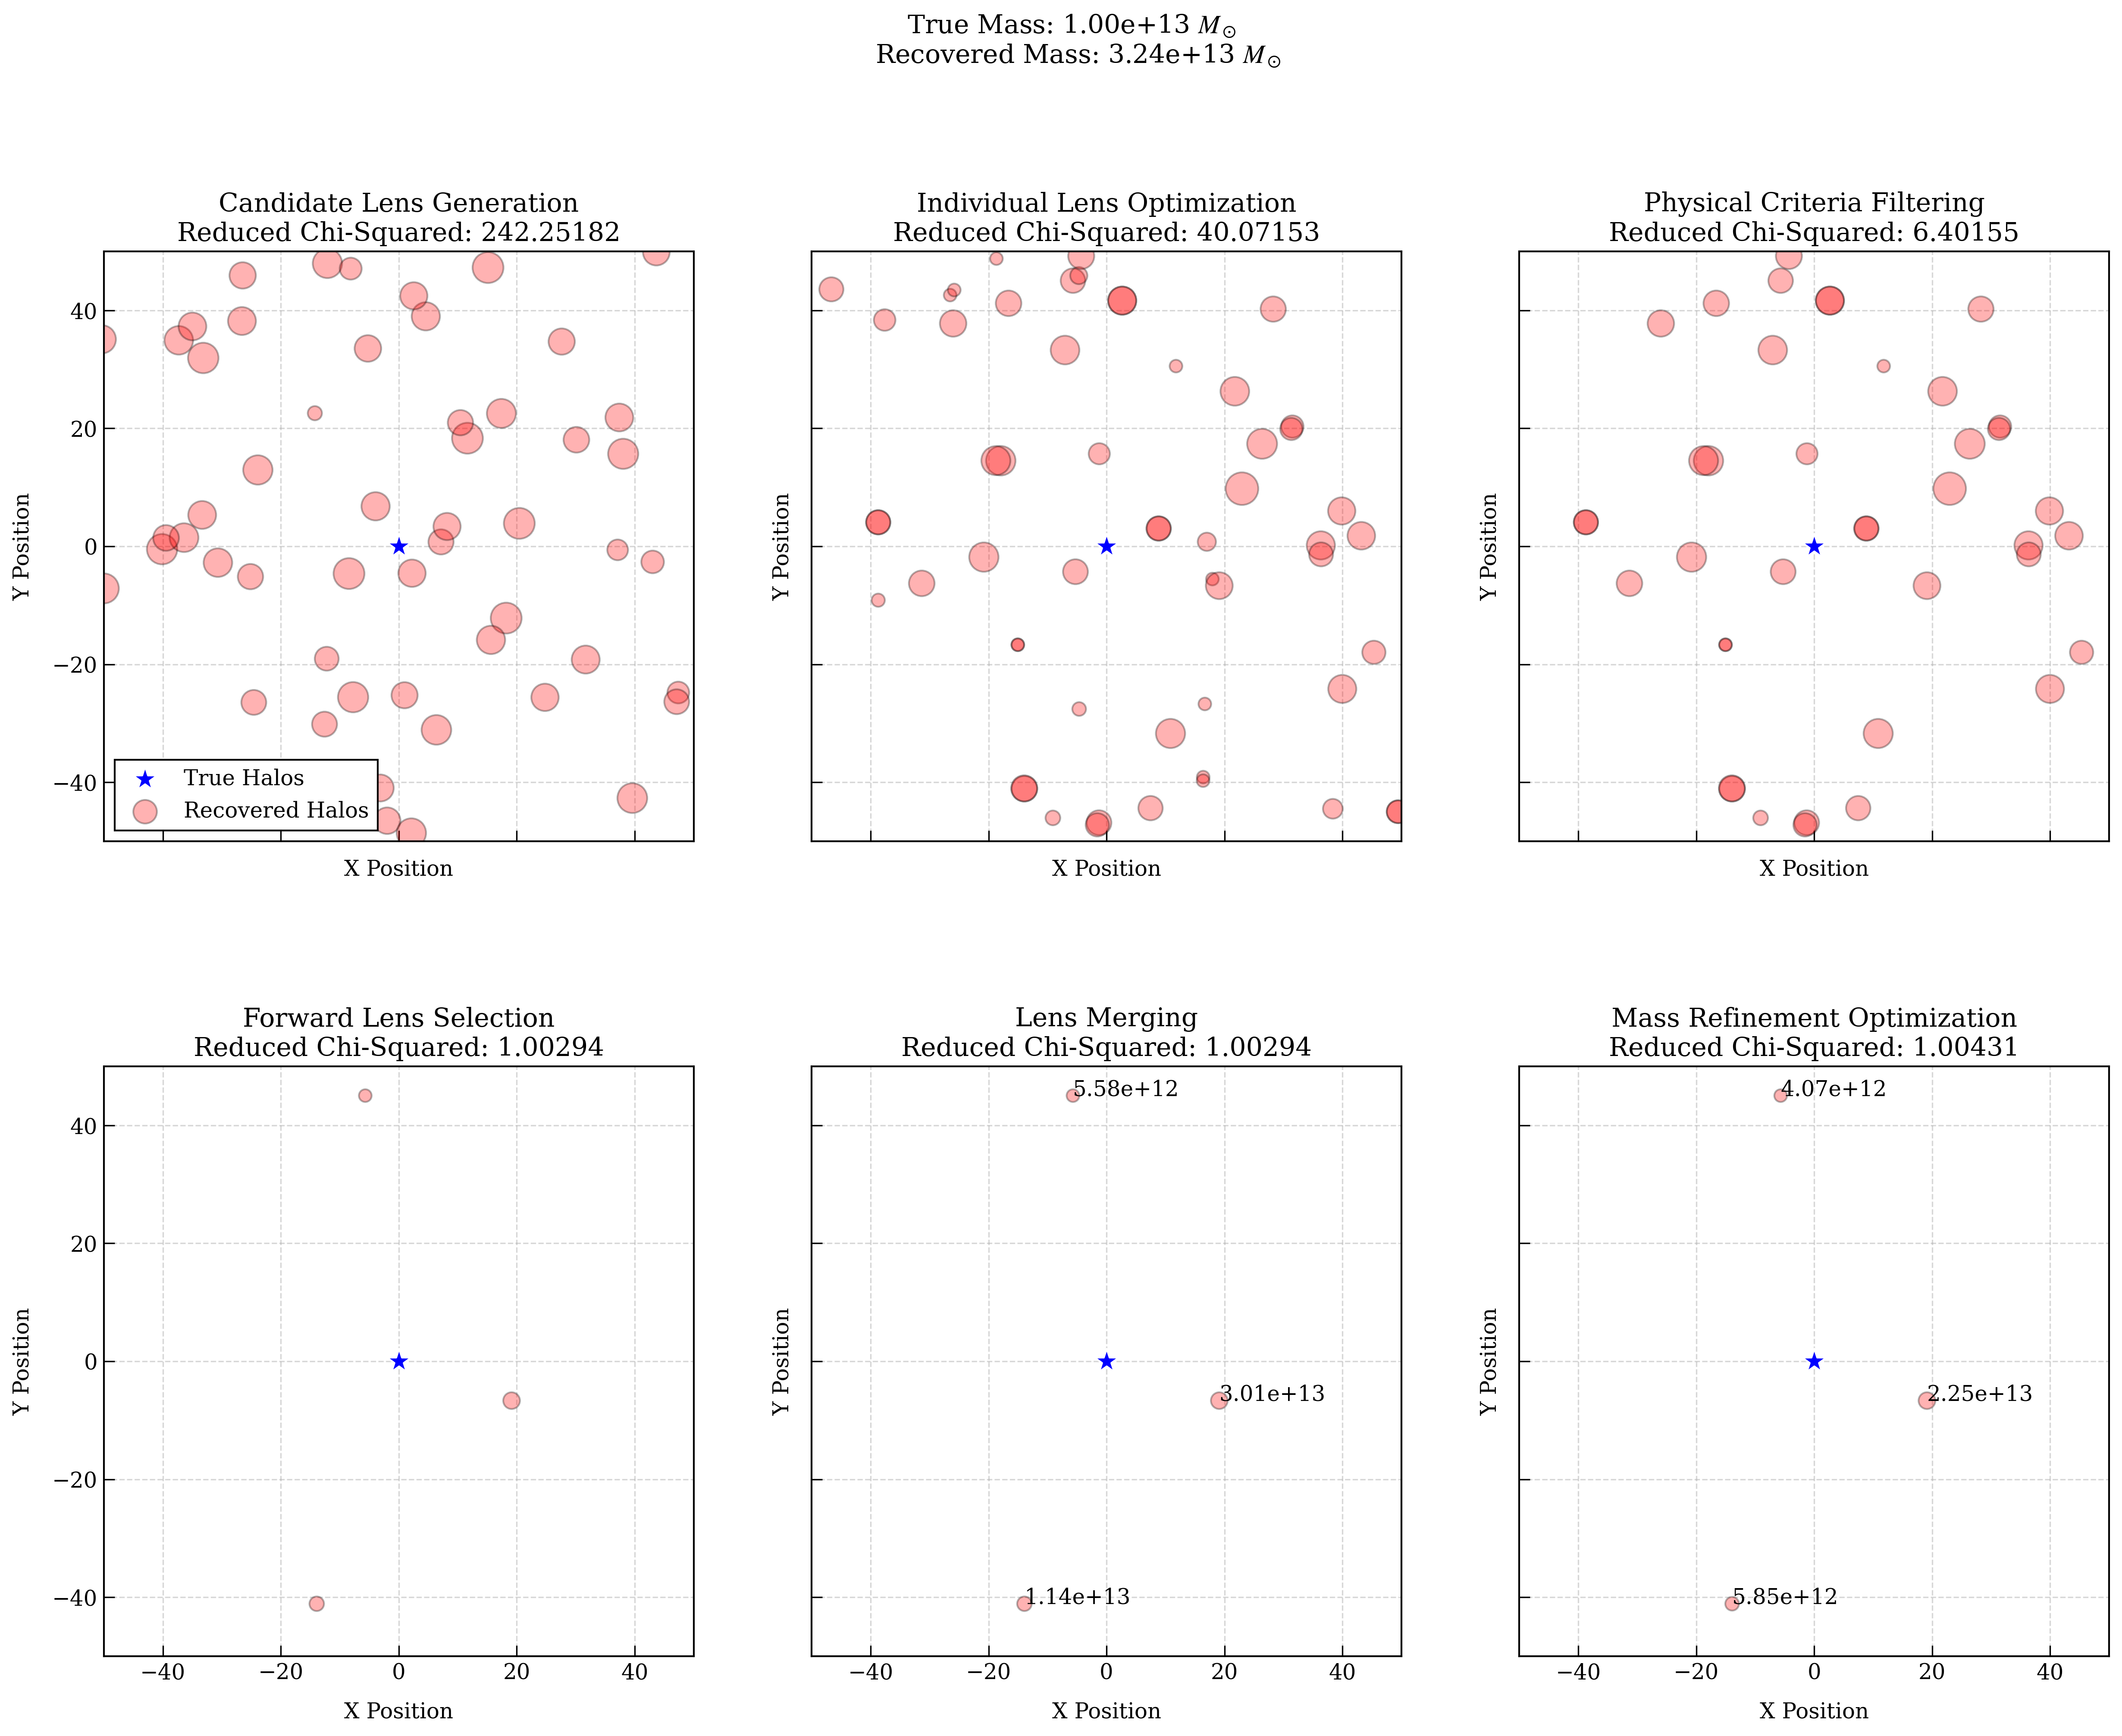 True Mass: 1.00e+13 M☉
Recovered Mass: 3.24e+13 M☉
Candidate Lens Generation
Reduced Chi-Squared: 242.25182
Y Position
40
20
0
−20
−40
True Halos
Recovered Halos
X Position
Individual Lens Optimization
Reduced Chi-Squared: 40.07153
Y Position
X Position
Physical Criteria Filtering
Reduced Chi-Squared: 6.40155
Y Position
X Position
Forward Lens Selection
Reduced Chi-Squared: 1.00294
Y Position
40
20
0
−20
−40
−40 −20 0 20 40
X Position
Lens Merging
Reduced Chi-Squared: 1.00294
Y Position
5.58e+12
3.01e+13
1.14e+13
−40 −20 0 20 40
X Position
Mass Refinement Optimization
Reduced Chi-Squared: 1.00431
Y Position
4.07e+12
2.25e+13
5.85e+12
−40 −20 0 20 40
X Position